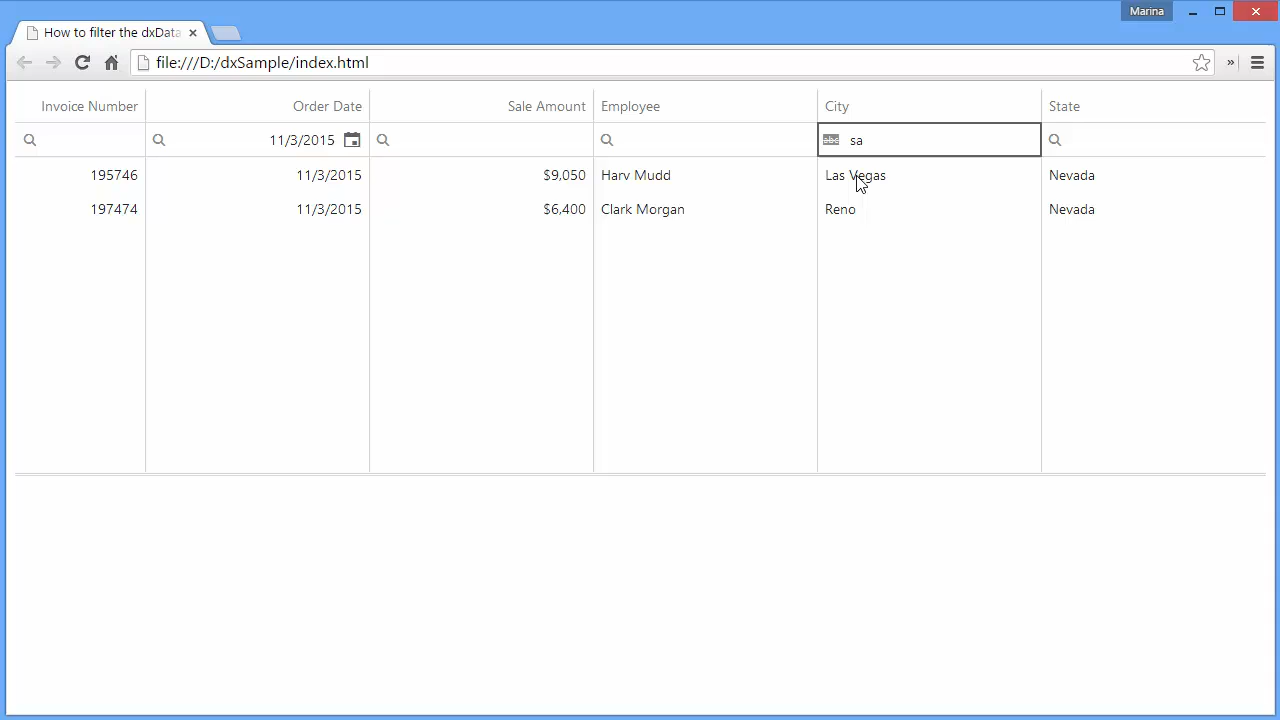 Marina
How to filter the dxData
file:///D:/dxSample/index.html
Invoice Number Order Date Sale Amount Employee City State
11/3/2015 abc sa
195746 11/3/2015 $9,050 Harv Mudd Las Vegas Nevada
197474 11/3/2015 $6,400 Clark Morgan Reno Nevada